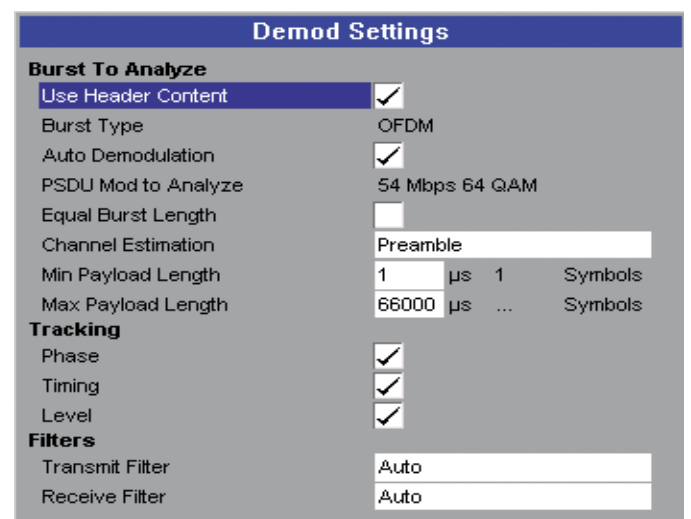 Demod Settings
Burst To Analyze
Use Header Content
Burst Type OFDM
Auto Demodulation
PSDU Mod to Analyze 54 Mbps 64 QAM
Equal Burst Length
Channel Estimation Preamble
Min Payload Length 1 µs 1 Symbols
Max Payload Length 66000 µs ... Symbols
Tracking
Phase
Timing
Level
Filters
Transmit Filter Auto
Receive Filter Auto